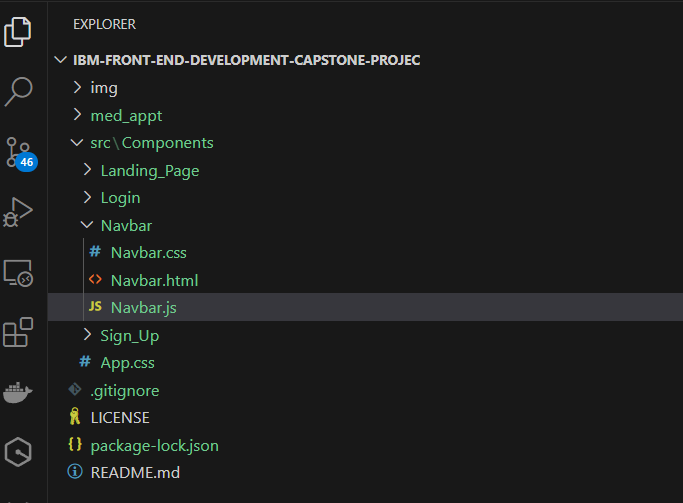 EXPLORER
IBM-FRONT-END-DEVELOPMENT-CAPSTONE-PROJEC
img
med_appt
src\Components
Landing_Page
Login
46
Navbar
# Navbar.css
<> Navbar.html
JS Navbar.js
Sign_Up
# App.css
.gitignore
LICENSE
{} package-lock.json
README.md